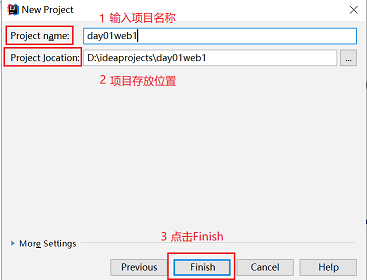 New Project
1 输入项目名称
Project name: day01web1
Project location: D:\ideaprojects\day01web1 ...
2 项目存放位置
3 点击Finish
More Settings
Previous Finish Cancel Help